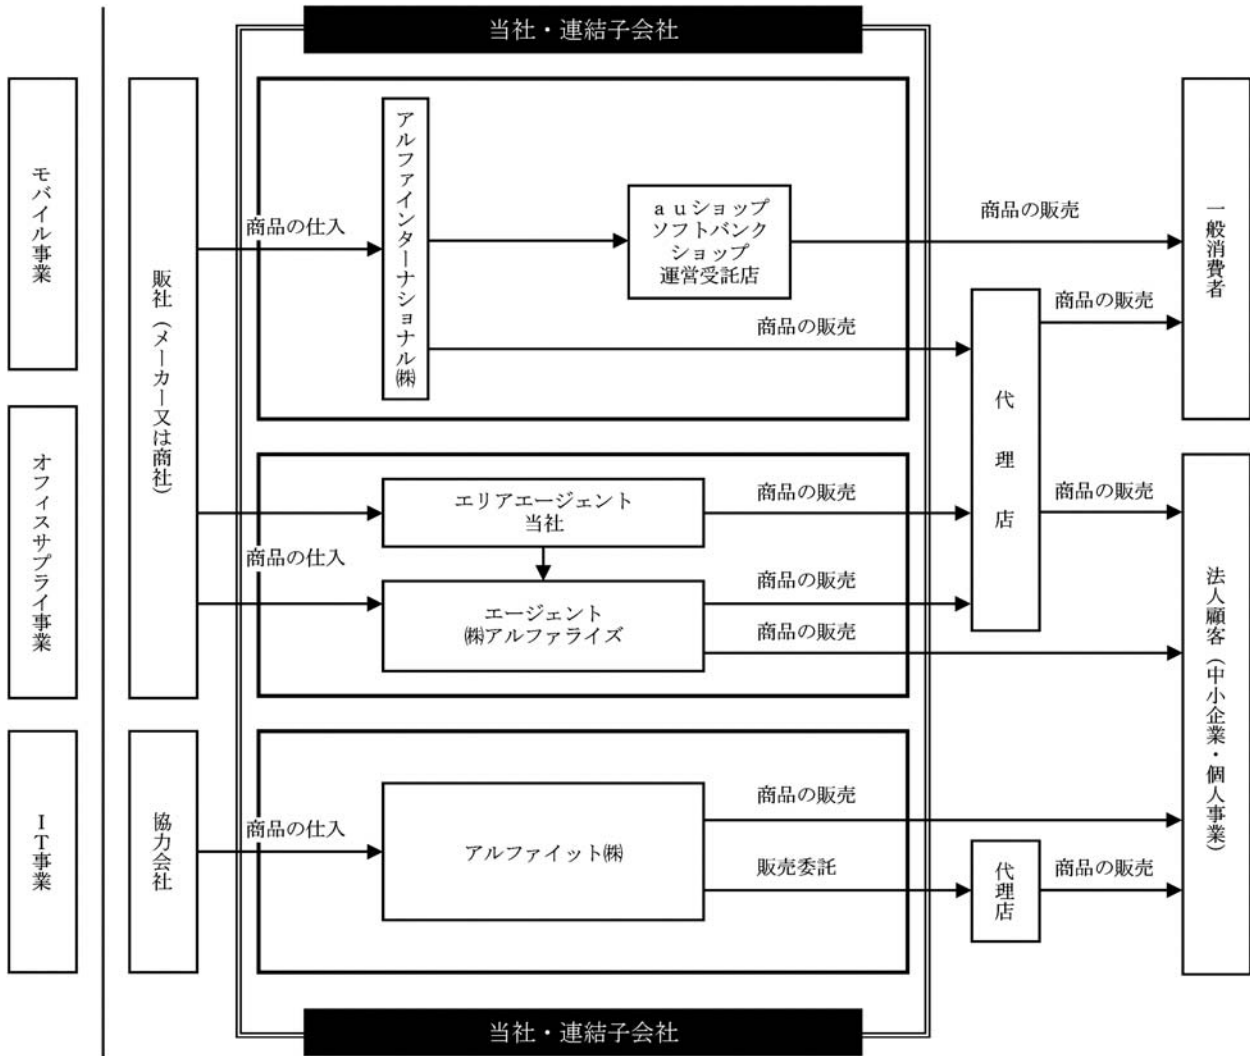 当社・連結子会社
モバイル事業
販社（メーカー又は商社）
商品の仕入
アルファインターナショナル㈱
ａｕショップ
ソフトバンク
ショップ
運営受託店
商品の販売
一般消費者
商品の販売
代理店
商品の販売
オフィスサプライ事業
商品の仕入
エリアエージェント
当社
商品の販売
エージェント
㈱アルファライズ
商品の販売
商品の販売
商品の販売
法人顧客（中小企業・個人事業）
ＩＴ事業
協力会社
商品の仕入
アルファイット㈱
商品の販売
販売委託
代理店
商品の販売
当社・連結子会社